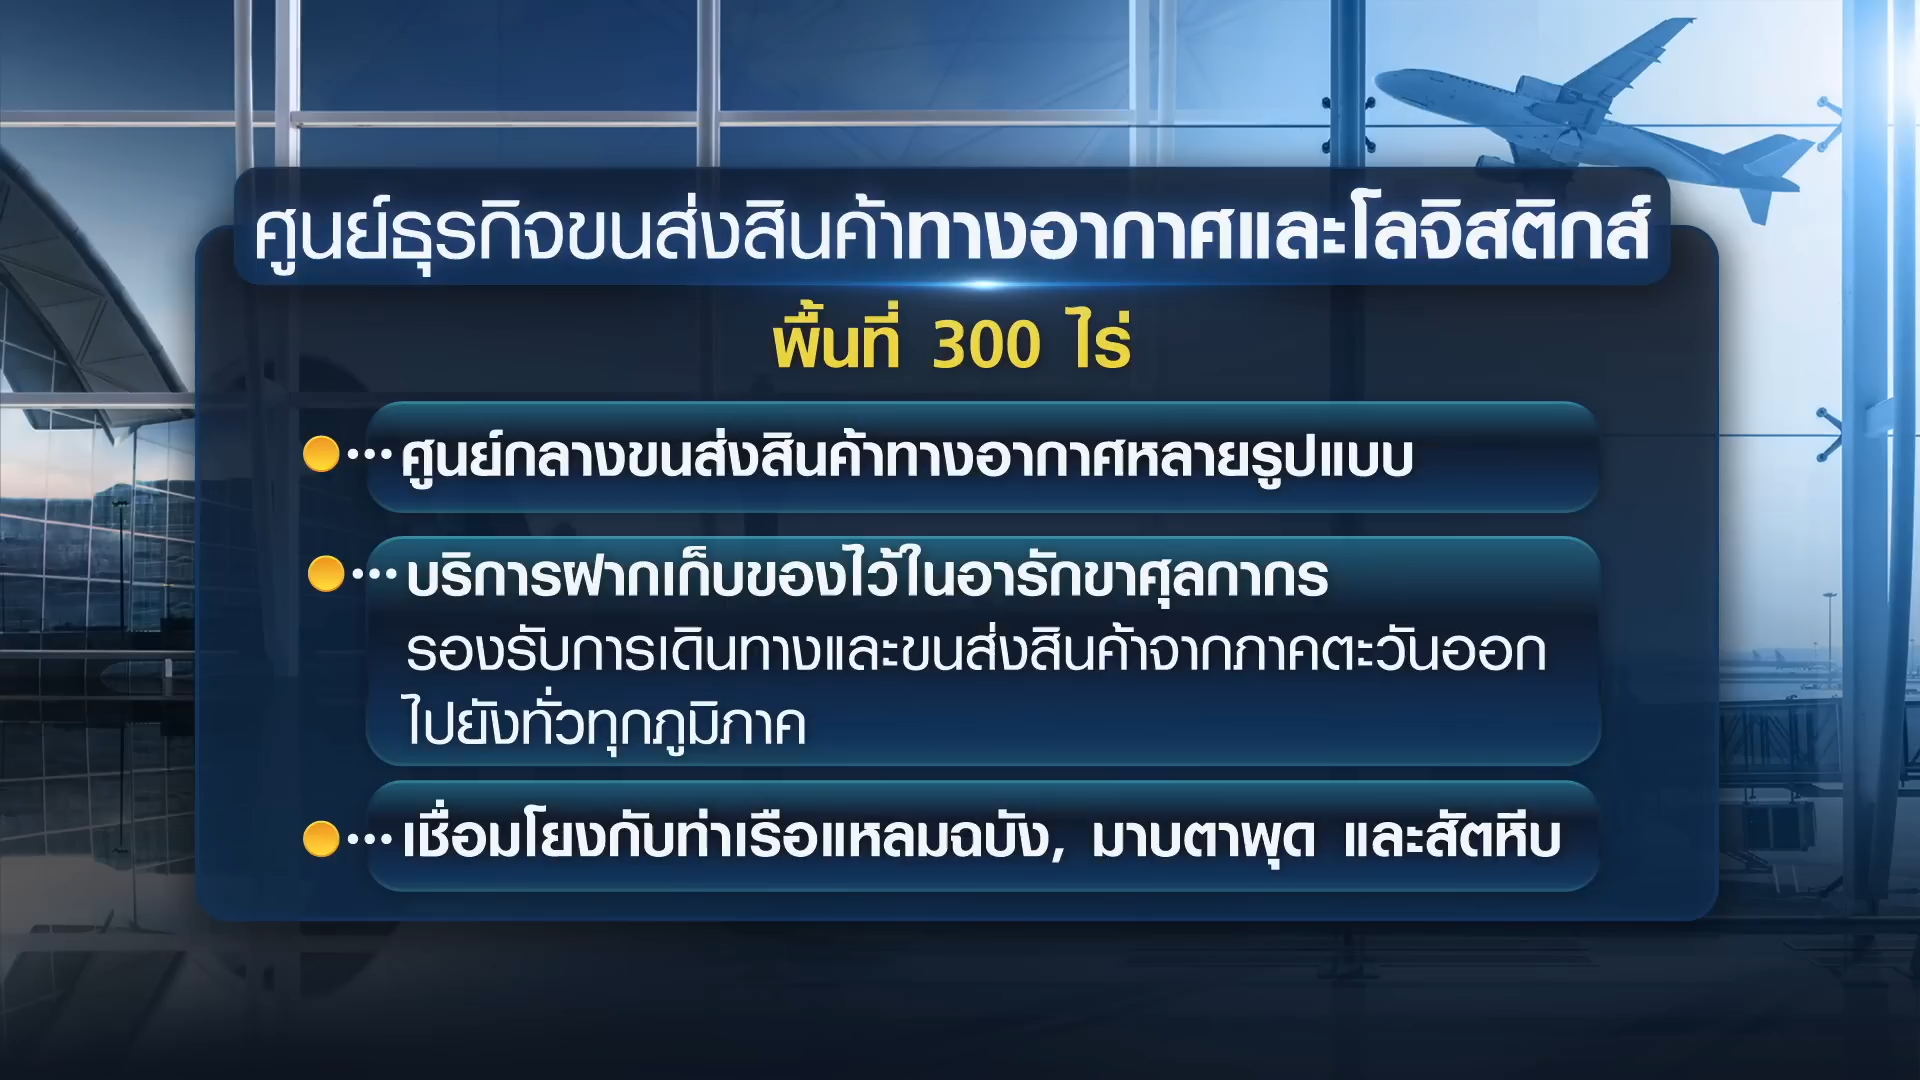 ศูนย์ธุรกิจขนส่งสินค้าทางอากาศและโลจิสติกส์
พื้นที่ 300 ไร่
ศูนย์กลางขนส่งสินค้าทางอากาศหลายรูปแบบ
บริการฝากเก็บของไว้ในอารักขาศุลกากร
รองรับการเดินทางและขนส่งสินค้าจากภาคตะวันออก
ไปยังทั่วทุกภูมิภาค
เชื่อมโยงกับท่าเรือแหลมฉบัง, มาบตาพุด และสัตหีบ